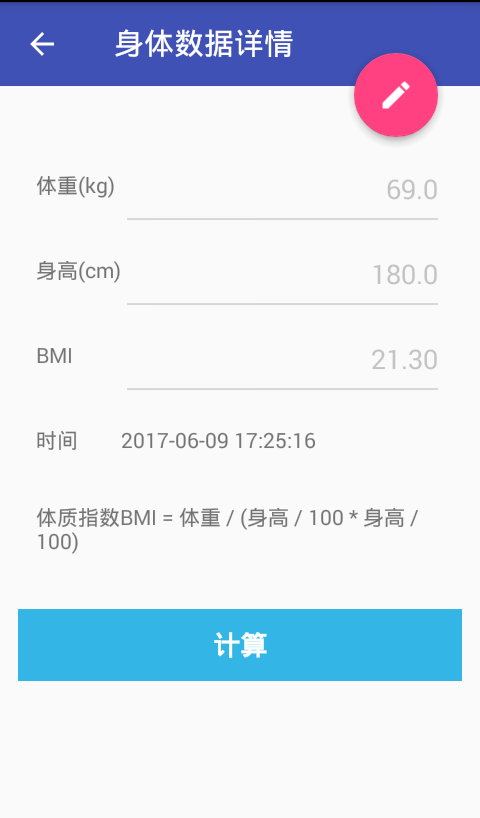 身体数据详情
体重(kg) 69.0
身高(cm) 180.0
BMI 21.30
时间 2017-06-09 17:25:16
体质指数BMI = 体重 / (身高 / 100 * 身高 /
100)
计算